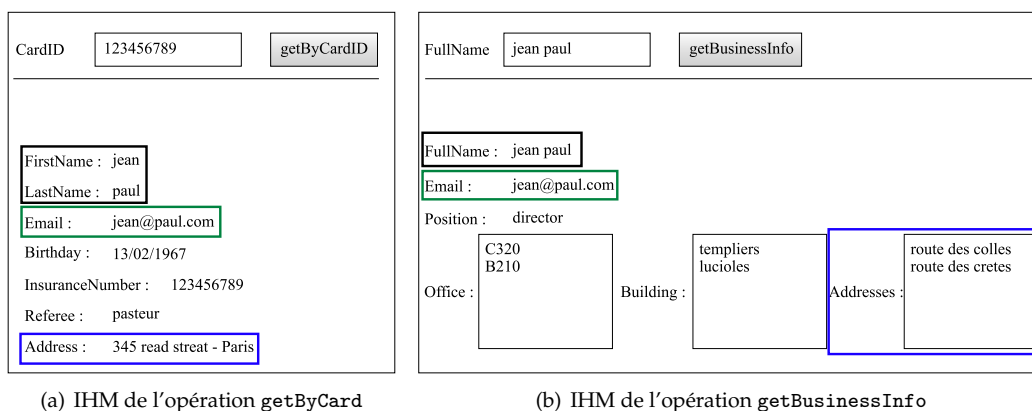 CardID 123456789 getByCardID
FirstName : jean
LastName : paul
Email : jean@paul.com
Birthday : 13/02/1967
InsuranceNumber : 123456789
Referee : pasteur
Address : 345 read streat - Paris
(a) IHM de l'opération getByCard
FullName jean paul getBusinessInfo
FullName : jean paul
Email : jean@paul.com
Position : director
Office : C320
B210
Building : templiers
lucioles
Addresses : route des colles
route des cretes
(b) IHM de l'opération getBusinessInfo